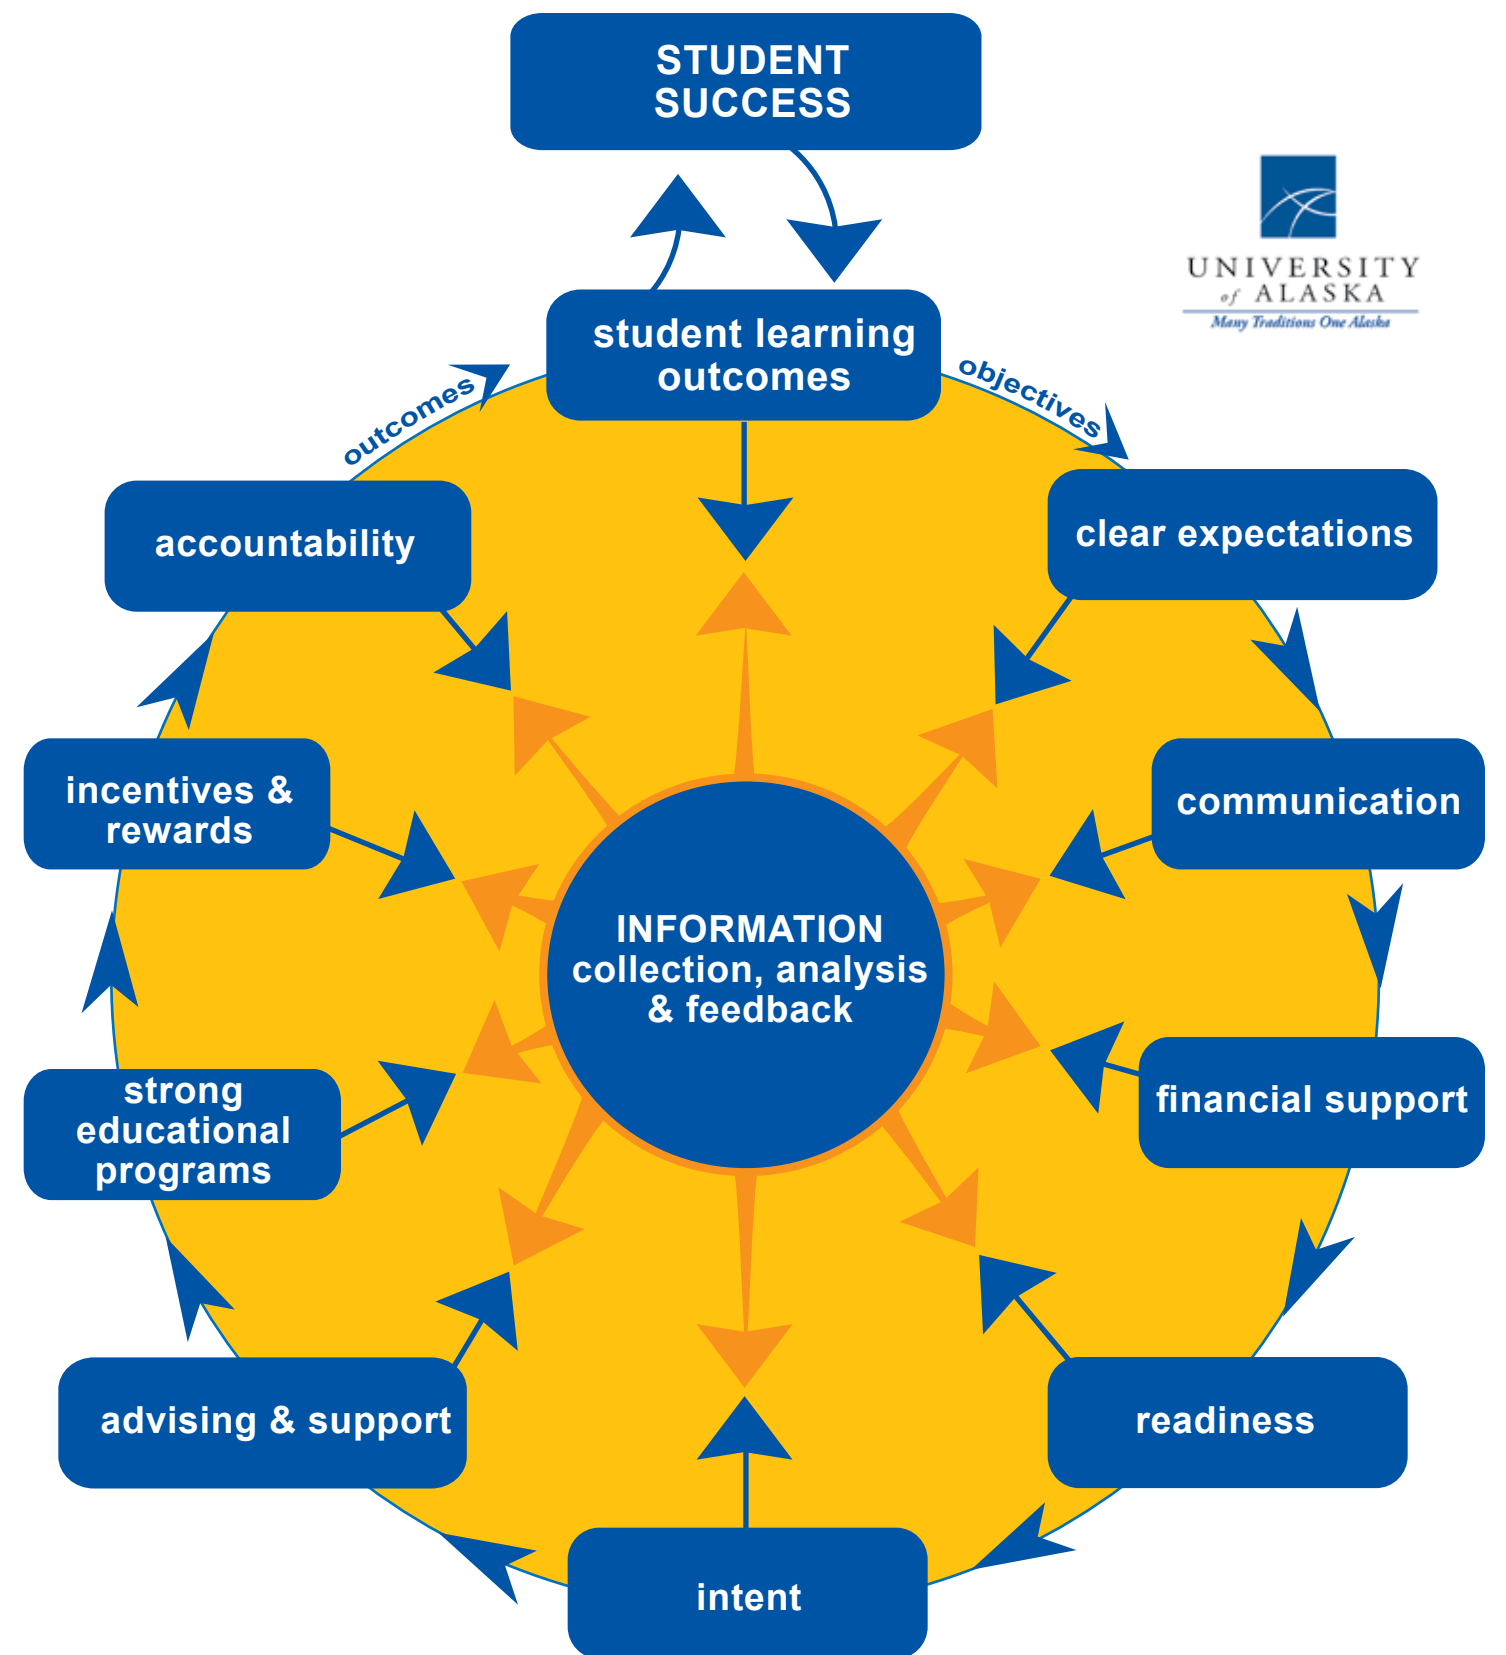 STUDENT
SUCCESS
UNIVERSITY
of ALASKA
Many Traditions One Alaska
student learning
outcomes
outcomes
objectives
accountability
clear expectations
incentives &
rewards
communication
INFORMATION
collection, analysis
& feedback
strong
educational
programs
financial support
advising & support
readiness
intent